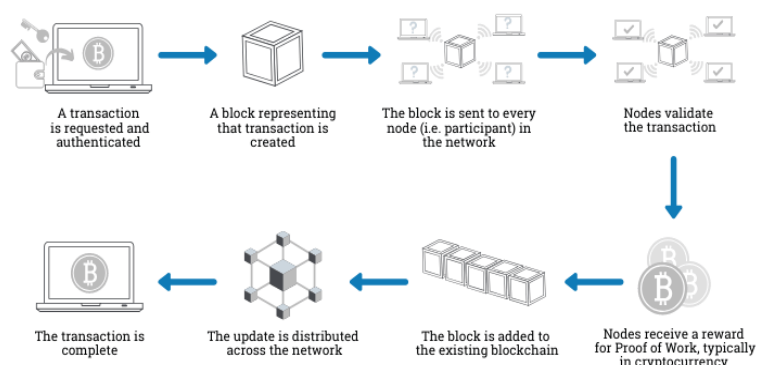 A transaction
is requested and
authenticated
A block representing
that transaction is
created
The block is sent to every
node (i.e. participant) in
the network
Nodes validate
the transaction
The transaction is
complete
The update is distributed
across the network
The block is added to
the existing blockchain
Nodes receive a reward
for Proof of Work, typically
in cryptocurrency